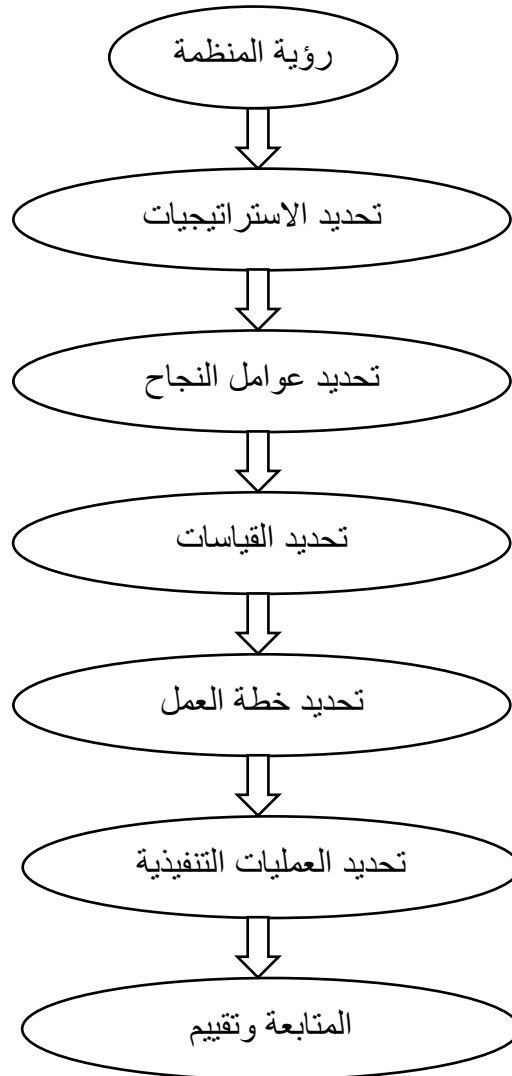 رؤية المنظمة
تحديد الاستراتيجيات
تحديد عوامل النجاح
تحديد القياسات
تحديد خطة العمل
تحديد العمليات التنفيذية
المتابعة وتقييم